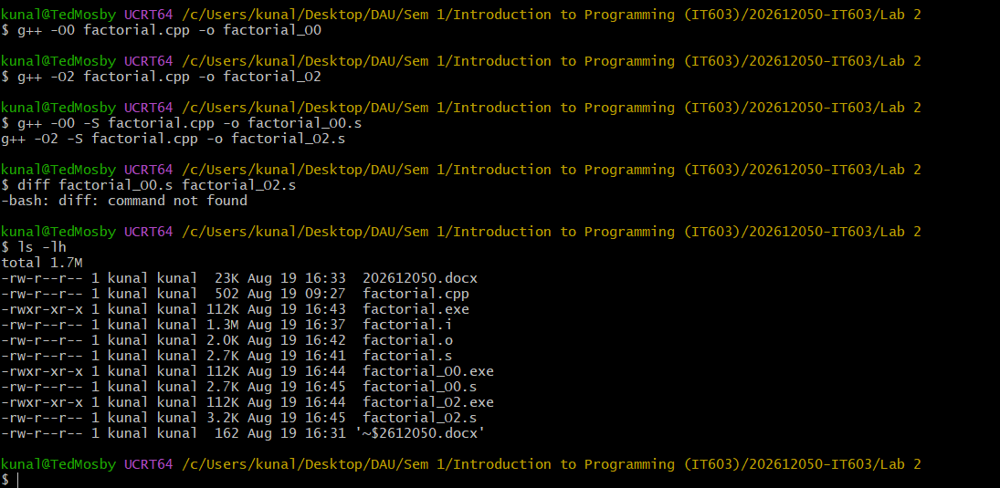 kunal@TedMosby UCRT64 /c/Users/kunal/Desktop/DAU/Sem 1/Introduction to Programming (IT603)/202612050-IT603/Lab 2
$ g++ -O0 factorial.cpp -o factorial_O0
kunal@TedMosby UCRT64 /c/Users/kunal/Desktop/DAU/Sem 1/Introduction to Programming (IT603)/202612050-IT603/Lab 2
$ g++ -O2 factorial.cpp -o factorial_O2
kunal@TedMosby UCRT64 /c/Users/kunal/Desktop/DAU/Sem 1/Introduction to Programming (IT603)/202612050-IT603/Lab 2
$ g++ -O0 -S factorial.cpp -o factorial_O0.s
g++ -O2 -S factorial.cpp -o factorial_O2.s
kunal@TedMosby UCRT64 /c/Users/kunal/Desktop/DAU/Sem 1/Introduction to Programming (IT603)/202612050-IT603/Lab 2
$ diff factorial_O0.s factorial_O2.s
-bash: diff: command not found
kunal@TedMosby UCRT64 /c/Users/kunal/Desktop/DAU/Sem 1/Introduction to Programming (IT603)/202612050-IT603/Lab 2
$ ls -lh
total 1.7M
-rw-r--r-- 1 kunal kunal  23K Aug 19 16:33  202612050.docx
-rw-r--r-- 1 kunal kunal  502 Aug 19 09:27  factorial.cpp
-rwxr-xr-x 1 kunal kunal 112K Aug 19 16:43  factorial.exe
-rw-r--r-- 1 kunal kunal 1.3M Aug 19 16:37  factorial.i
-rw-r--r-- 1 kunal kunal 2.0K Aug 19 16:42  factorial.o
-rw-r--r-- 1 kunal kunal 2.7K Aug 19 16:41  factorial.s
-rwxr-xr-x 1 kunal kunal 112K Aug 19 16:44  factorial_O0.exe
-rw-r--r-- 1 kunal kunal 2.7K Aug 19 16:45  factorial_O0.s
-rwxr-xr-x 1 kunal kunal 112K Aug 19 16:44  factorial_O2.exe
-rw-r--r-- 1 kunal kunal 3.2K Aug 19 16:45  factorial_O2.s
-rw-r--r-- 1 kunal kunal  162 Aug 19 16:31 '~$2612050.docx'
kunal@TedMosby UCRT64 /c/Users/kunal/Desktop/DAU/Sem 1/Introduction to Programming (IT603)/202612050-IT603/Lab 2
$